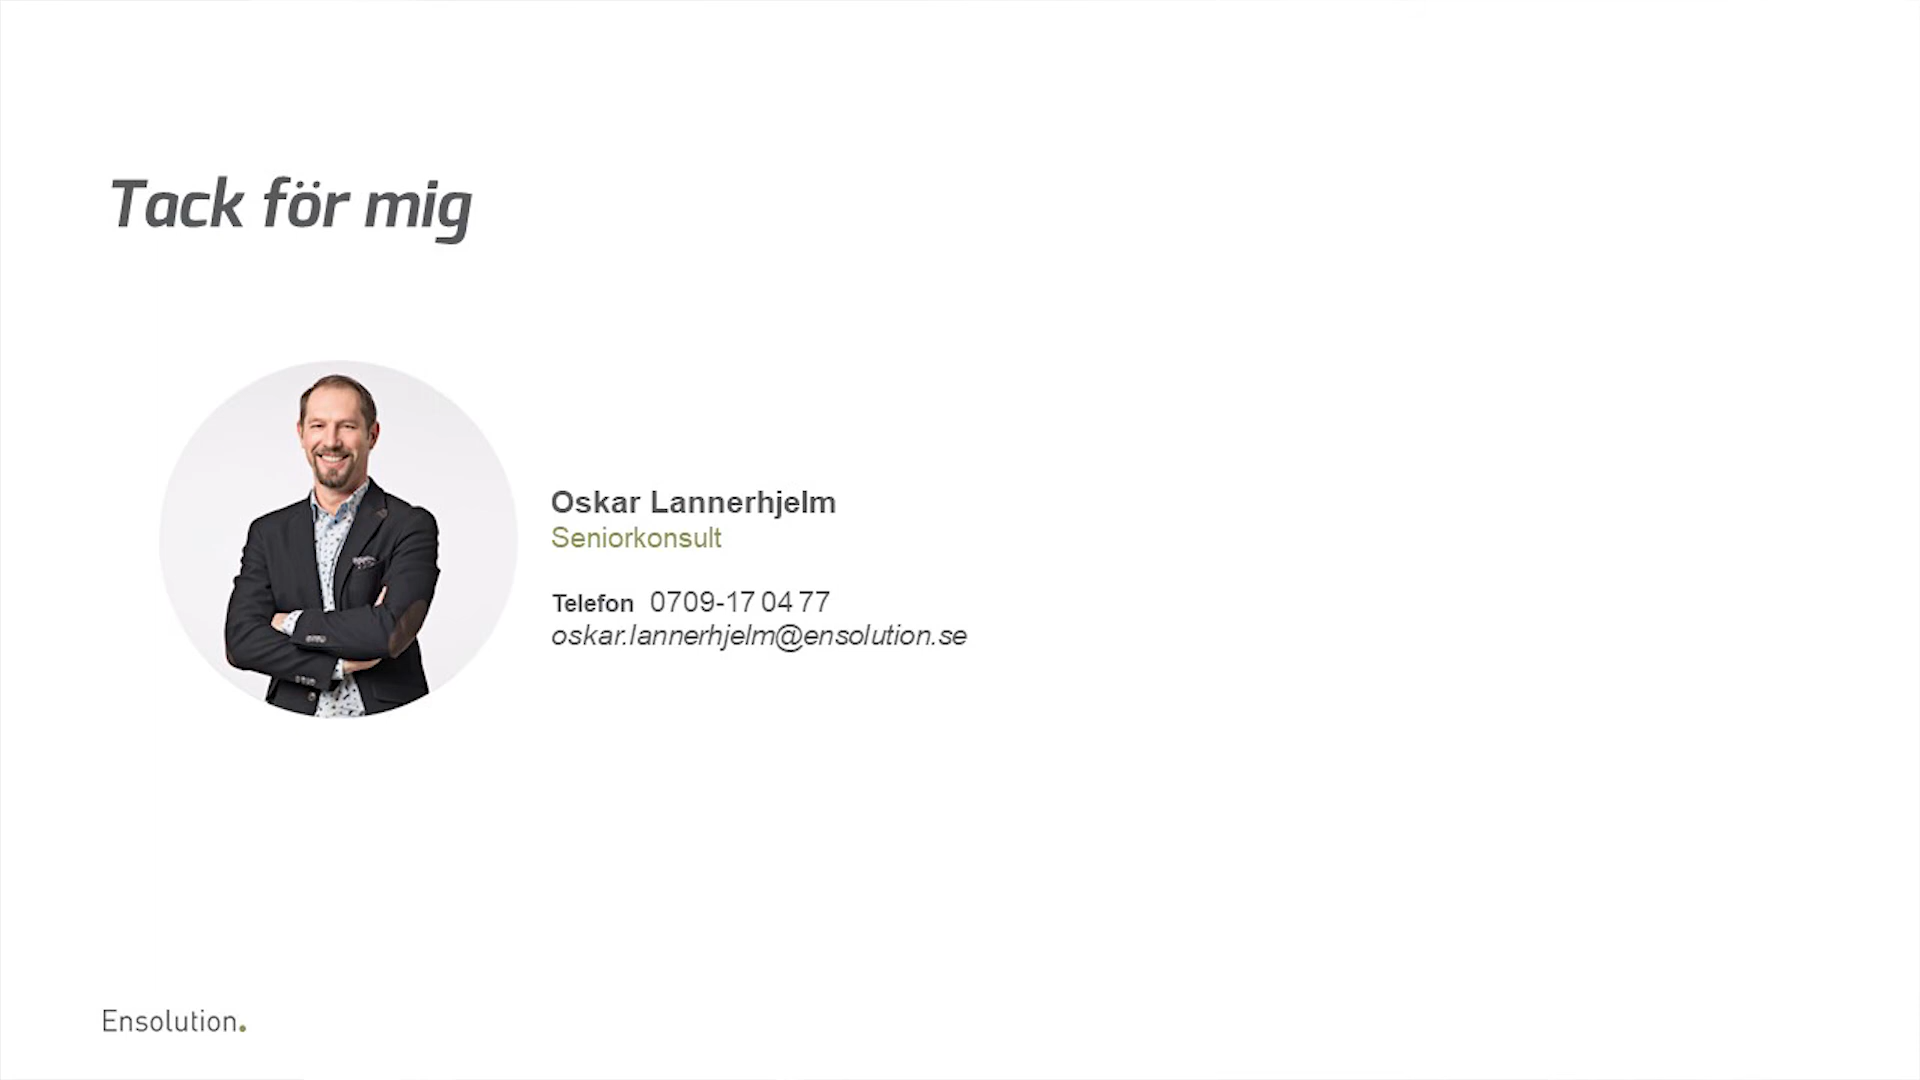 Tack för mig
Oskar Lannerhjelm
Seniorkonsult
Telefon 0709-17 04 77
oskar.lannerhjelm@ensolution.se
Ensolution.